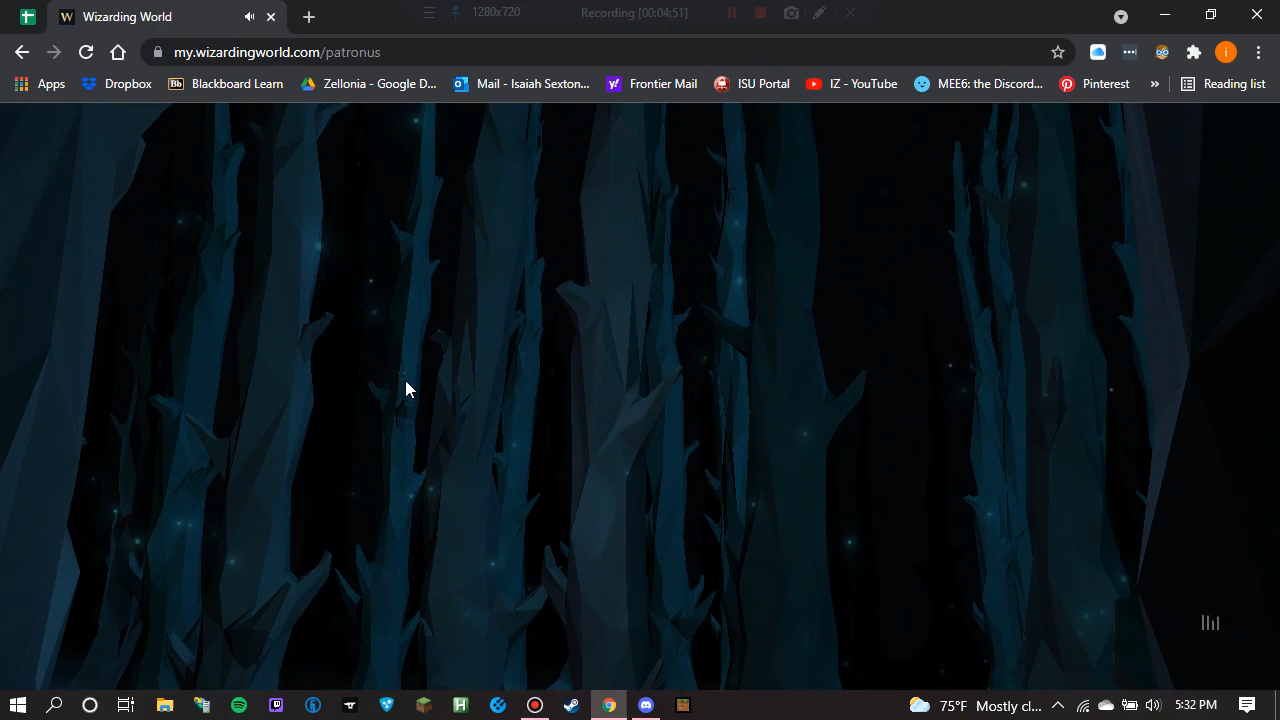 1280x720 Recording [00:04:51]
Wizarding World
my.wizardingworld.com/patronus
i
Apps Dropbox Bb Blackboard Learn Zellonia - Google D... Mail - Isaiah Sexton... Frontier Mail ISU Portal IZ - YouTube MEE6: the Discord... Pinterest » Reading list
75°F Mostly cl... 5:32 PM